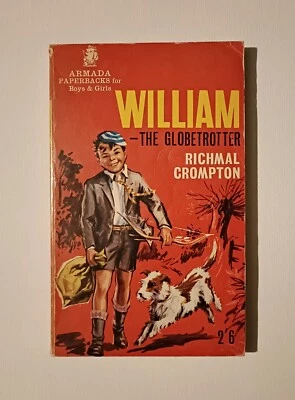 ARMADA
PAPERBACKS for
Boys & Girls
WILLIAM
—THE GLOBETROTTER
RICHMAL
CROMPTON
2'6